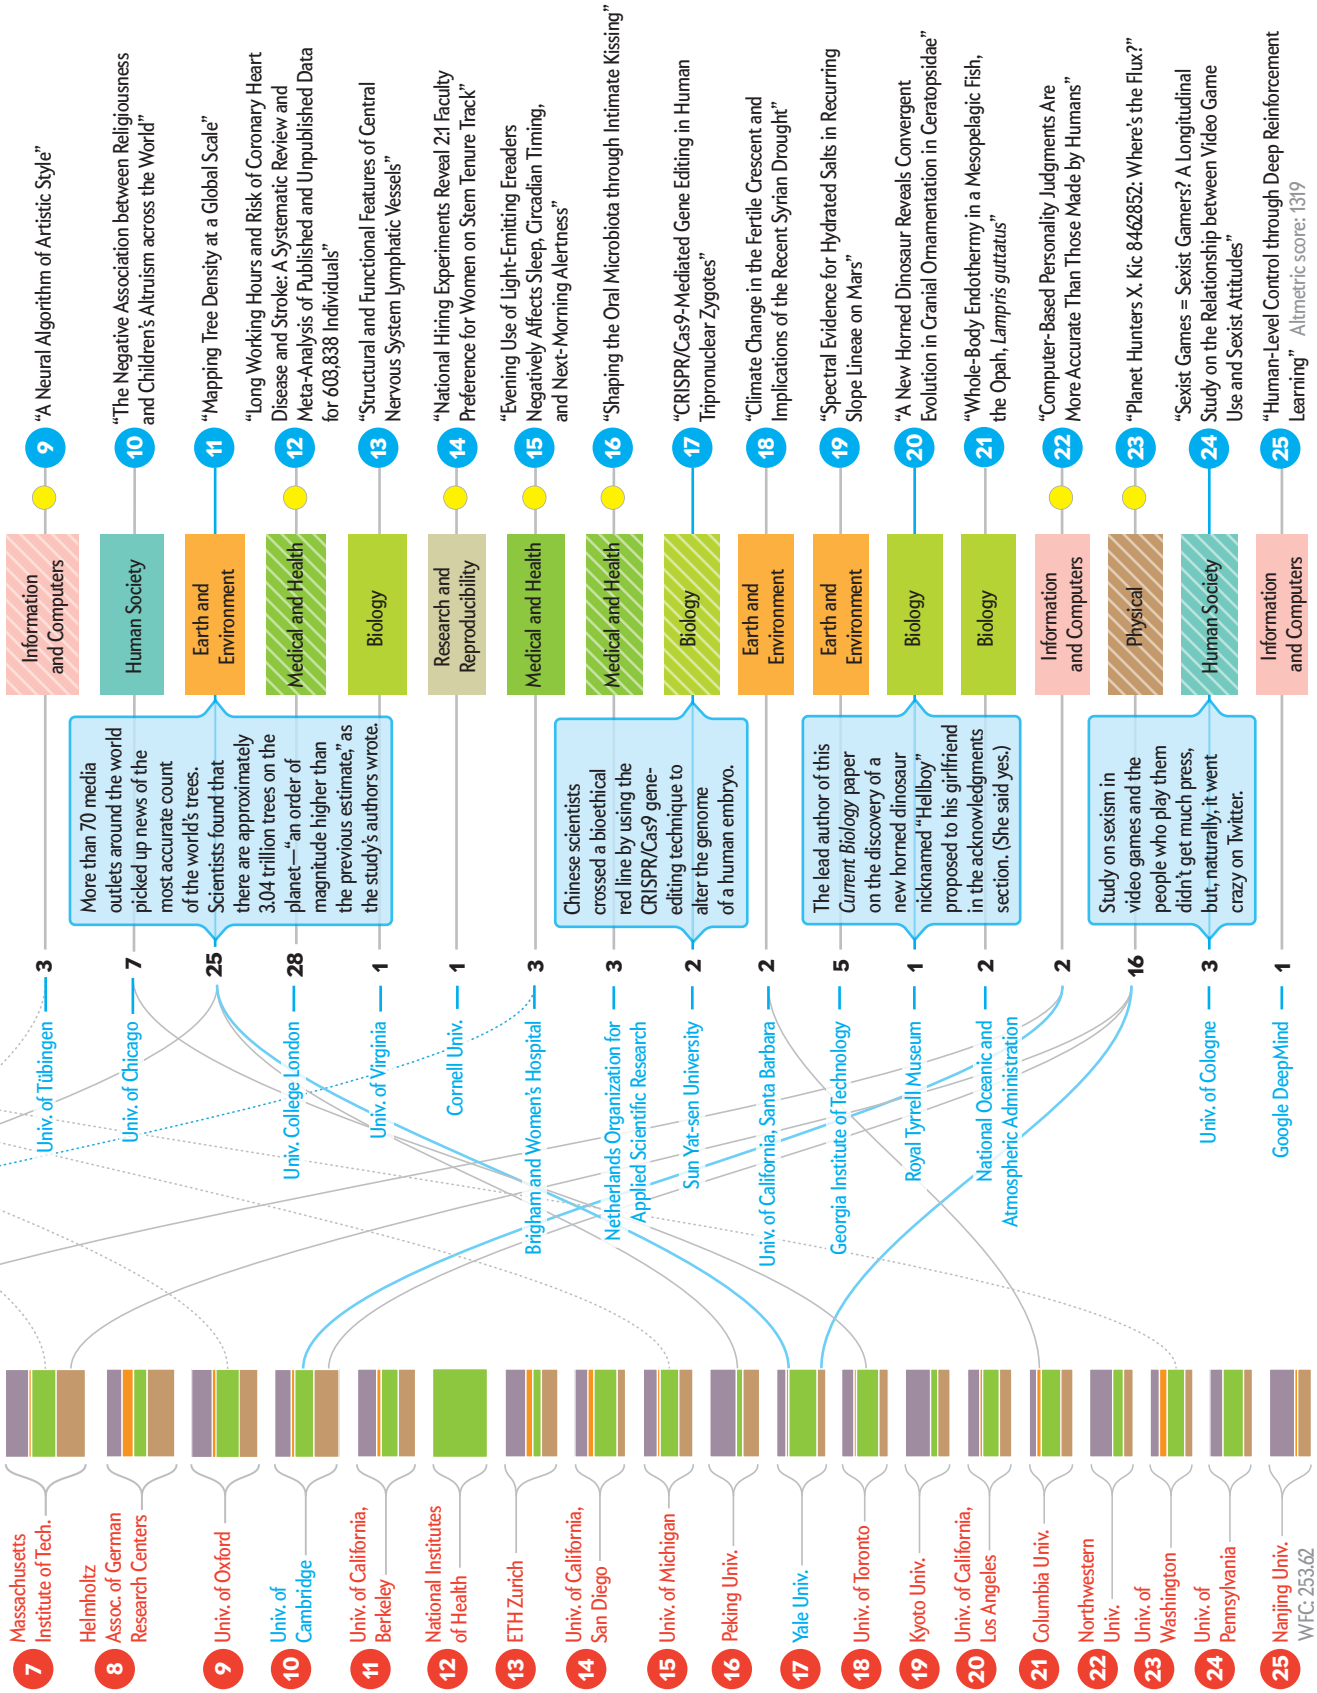 7
Massachusetts
Institute of Tech.
8
Helmholtz
Assoc. of German
Research Centers
9
Univ. of Oxford
10
Univ. of
Cambridge
11
Univ. of California,
Berkeley
12
National Institutes
of Health
13
ETH Zurich
14
Univ. of California,
San Diego
15
Univ. of Michigan
16
Peking Univ.
17
Yale Univ.
18
Univ. of Toronto
19
Kyoto Univ.
20
Univ. of California,
Los Angeles
21
Columbia Univ.
22
Northwestern
Univ.
23
Univ. of
Washington
24
Univ. of
Pennsylvania
25
Nanjing Univ.
WFC: 253.62
Univ. of Tübingen
3
Information
and Computers
9
“A Neural Algorithm of Artistic Style”
Univ. of Chicago
7
Human Society
10
“The Negative Association between Religiousness
and Children’s Altruism across the World”
25
Earth and
Environment
11
“Mapping Tree Density at a Global Scale”
More than 70 media
outlets around the world
picked up news of the
most accurate count
of the world’s trees.
Scientists found that
there are approximately
3.04 trillion trees on the
planet—“an order of
magnitude higher than
the previous estimate,” as
the study’s authors wrote.
Univ. College London
28
Medical and Health
12
“Long Working Hours and Risk of Coronary Heart
Disease and Stroke: A Systematic Review and
Meta-Analysis of Published and Unpublished Data
for 603,838 Individuals”
Univ. of Virginia
1
Biology
13
“Structural and Functional Features of Central
Nervous System Lymphatic Vessels”
Cornell Univ.
1
Research and
Reproducibility
14
“National Hiring Experiments Reveal 2:1 Faculty
Preference for Women on Stem Tenure Track”
Brigham and Women’s Hospital
3
Medical and Health
15
“Evening Use of Light-Emitting Ereaders
Negatively Affects Sleep, Circadian Timing,
and Next-Morning Alertness”
Netherlands Organization for
Applied Scientific Research
3
Medical and Health
16
“Shaping the Oral Microbiota through Intimate Kissing”
Sun Yat-sen University
2
Chinese scientists
crossed a bioethical
red line by using the
CRISPR/Cas9 gene-
editing technique to
alter the genome
of a human embryo.
Biology
17
“CRISPR/Cas9-Mediated Gene Editing in Human
Tripronuclear Zygotes”
Univ. of California, Santa Barbara
2
Earth and
Environment
18
“Climate Change in the Fertile Crescent and
Implications of the Recent Syrian Drought”
Georgia Institute of Technology
5
Earth and
Environment
19
“Spectral Evidence for Hydrated Salts in Recurring
Slope Lineae on Mars”
Royal Tyrrell Museum
1
The lead author of this
Current Biology paper
on the discovery of a
new horned dinosaur
nicknamed “Hellboy”
proposed to his girlfriend
in the acknowledgments
section. (She said yes.)
Biology
20
“A New Horned Dinosaur Reveals Convergent
Evolution in Cranial Ornamentation in Ceratopsidae”
National Oceanic and
Atmospheric Administration
2
Biology
21
“Whole-Body Endothermy in a Mesopelagic Fish,
the Opah, Lampris guttatus”
2
Information
and Computers
22
“Computer-Based Personality Judgments Are
More Accurate Than Those Made by Humans”
16
Physical
23
“Planet Hunters X. Kic 8462852: Where’s the Flux?”
Univ. of Cologne
3
Study on sexism in
video games and the
people who play them
didn’t get much press,
but, naturally, it went
crazy on Twitter.
Human Society
24
“Sexist Games = Sexist Gamers? A Longitudinal
Study on the Relationship between Video Game
Use and Sexist Attitudes”
Google DeepMind
1
Information
and Computers
25
“Human-Level Control through Deep Reinforcement
Learning” Altmetric score: 1319